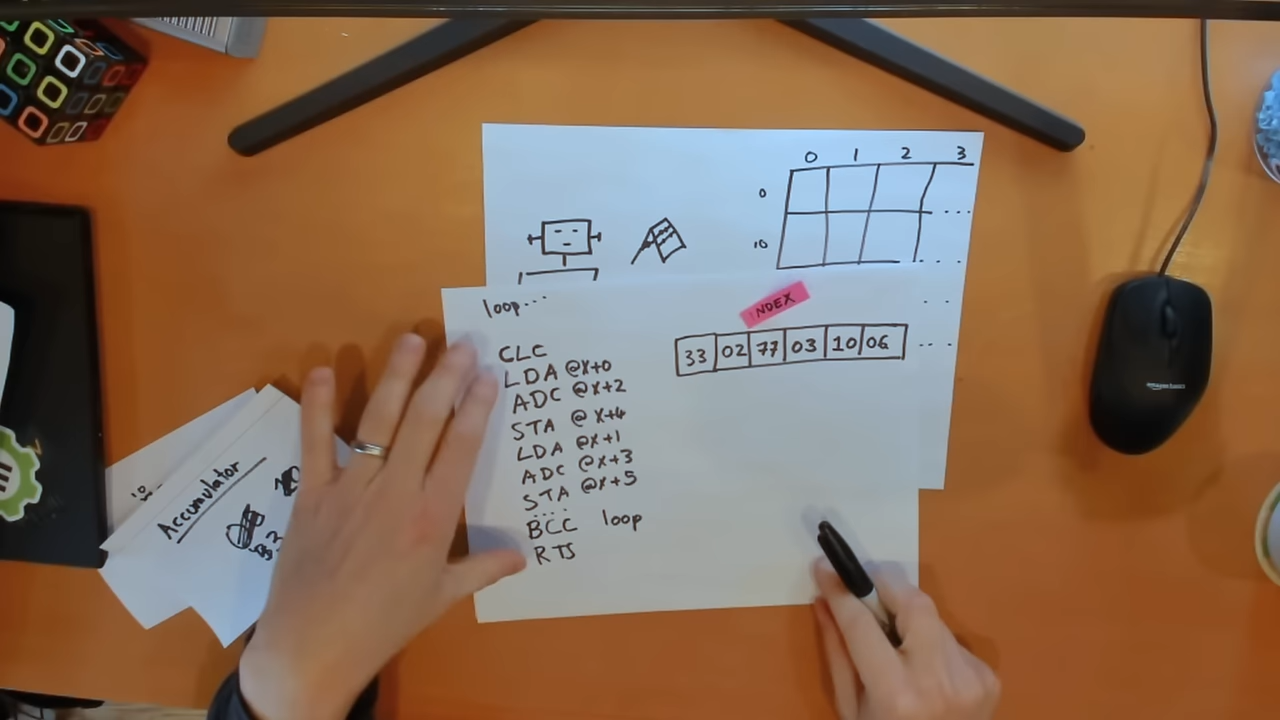 0 1 2 3
0
10
loop...
INDEX
33 02 77 03 10 06 ...
CLC
LDA @X+0
ADC @X+2
STA @X+4
LDA @X+1
ADC @X+3
STA @X+5
....
BCC loop
RTS
Accumulator